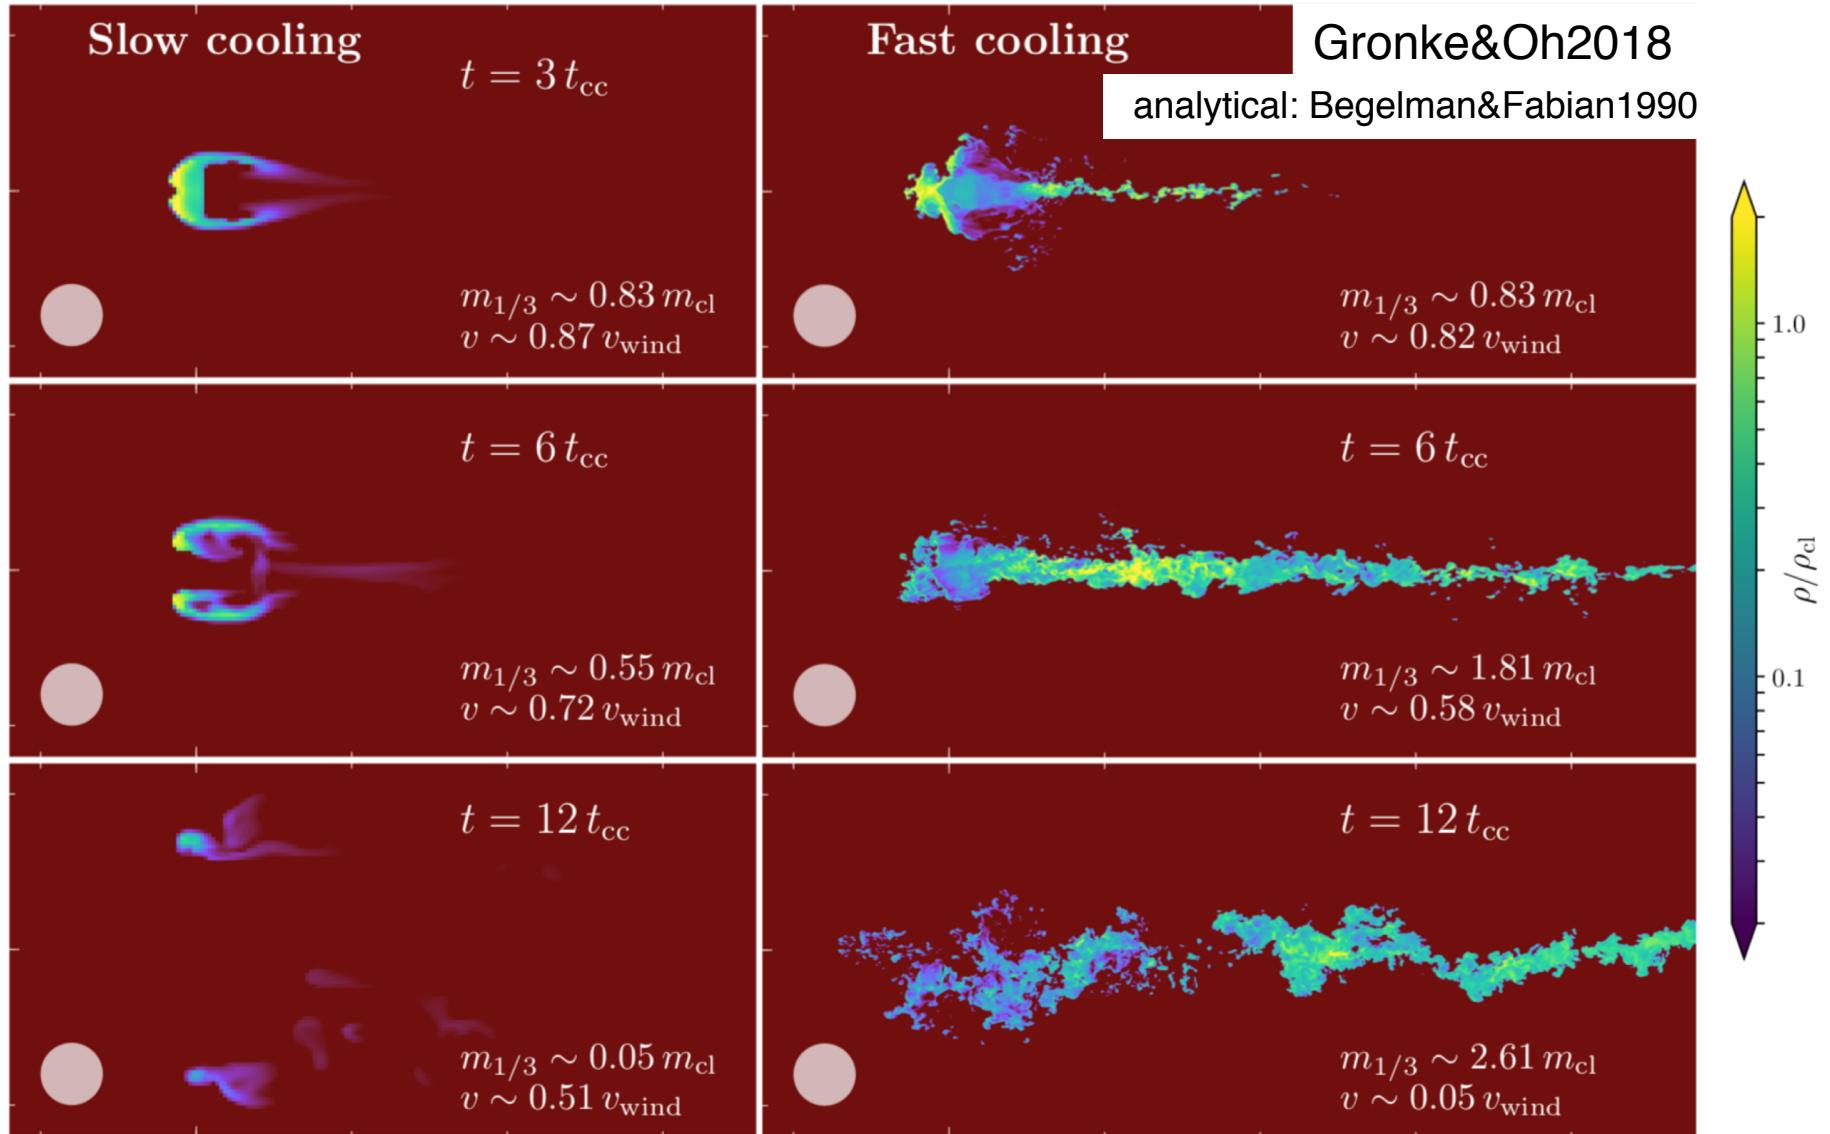 Slow cooling
t = 3 t_cc
m_1/3 ∼ 0.83 m_cl
v ∼ 0.87 v_wind
Fast cooling
Gronke&Oh2018
analytical: Begelman&Fabian1990
m_1/3 ∼ 0.83 m_cl
v ∼ 0.82 v_wind
t = 6 t_cc
m_1/3 ∼ 0.55 m_cl
v ∼ 0.72 v_wind
t = 6 t_cc
m_1/3 ∼ 1.81 m_cl
v ∼ 0.58 v_wind
t = 12 t_cc
m_1/3 ∼ 0.05 m_cl
v ∼ 0.51 v_wind
t = 12 t_cc
m_1/3 ∼ 2.61 m_cl
v ∼ 0.05 v_wind
1.0
0.1
ρ/ρ_cl